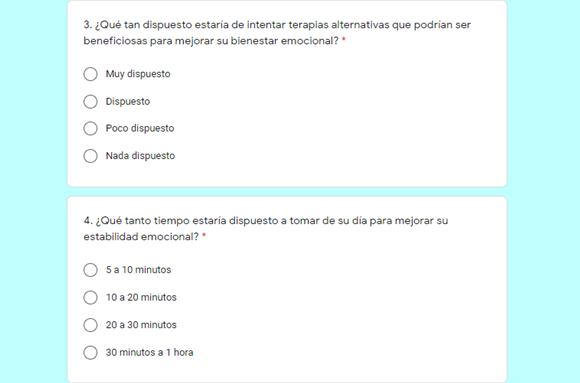 3. ¿Qué tan dispuesto estaría de intentar terapias alternativas que podrían ser
beneficiosas para mejorar su bienestar emocional? *
Muy dispuesto
Dispuesto
Poco dispuesto
Nada dispuesto
4. ¿Qué tanto tiempo estaría dispuesto a tomar de su día para mejorar su
estabilidad emocional? *
5 a 10 minutos
10 a 20 minutos
20 a 30 minutos
30 minutos a 1 hora